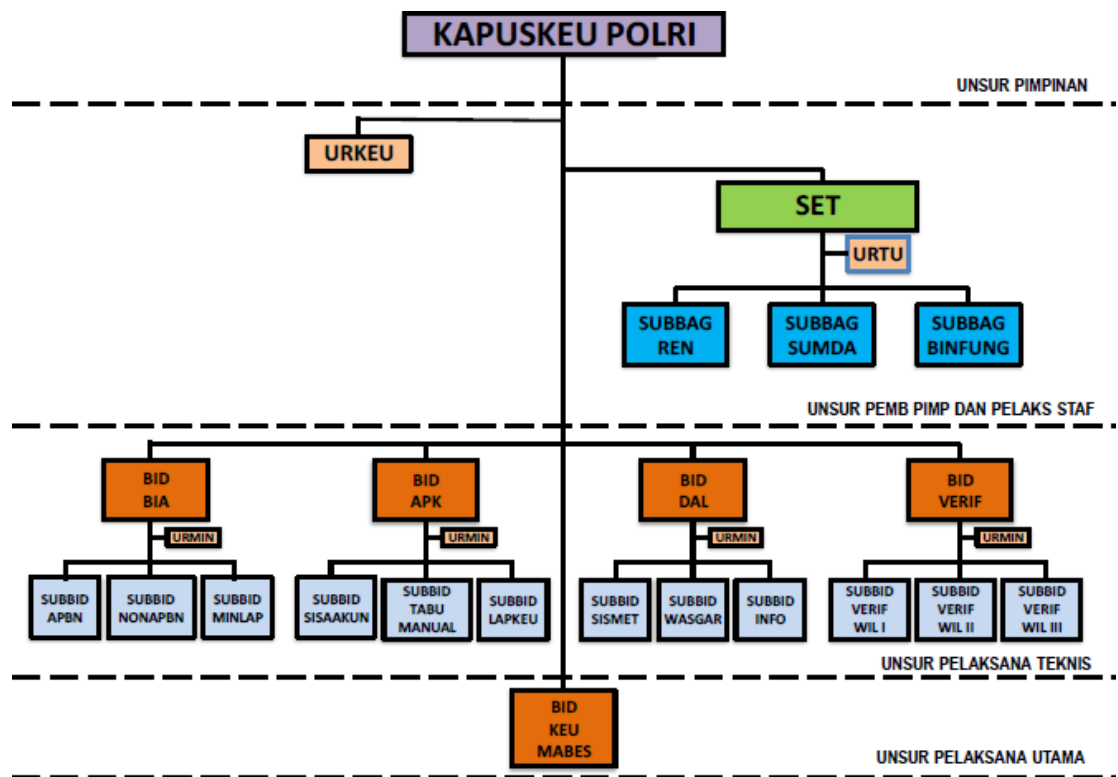 KAPUSKEU POLRI
UNSUR PIMPINAN
URKEU
SET
URTU
SUBBAG
REN
SUBBAG
SUMDA
SUBBAG
BINFUNG
UNSUR PEMB PIMP DAN PELAKS STAF
BID
BIA
BID
APK
BID
DAL
BID
VERIF
URMIN
URMIN
URMIN
URMIN
SUBBID
APBN
SUBBID
NONAPBN
SUBBID
MINLAP
SUBBID
SISAAKUN
SUBBID
TABU
MANUAL
SUBBID
LAPKEU
SUBBID
SISMET
SUBBID
WASGAR
SUBBID
INFO
SUBBID
VERIF
WIL I
SUBBID
VERIF
WIL II
SUBBID
VERIF
WIL III
UNSUR PELAKSANA TEKNIS
BID
KEU
MABES
UNSUR PELAKSANA UTAMA